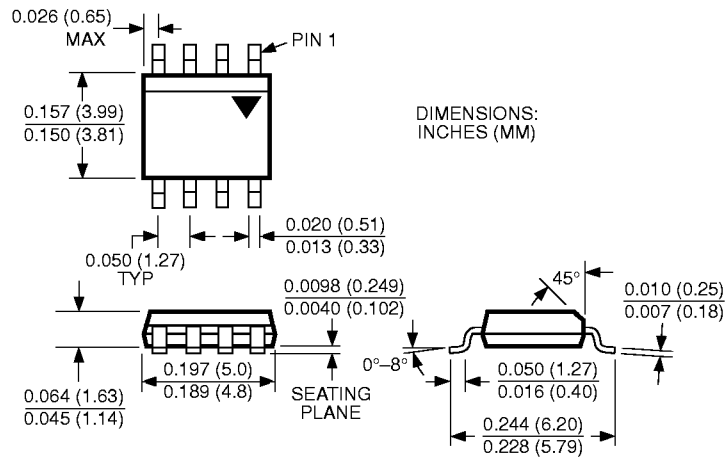 0.026 (0.65)
MAX
PIN 1
0.157 (3.99)
0.150 (3.81)
DIMENSIONS:
INCHES (MM)
0.050 (1.27)
TYP
0.020 (0.51)
0.013 (0.33)
0.0098 (0.249)
0.0040 (0.102)
45°
0.010 (0.25)
0.007 (0.18)
0°–8°
0.064 (1.63)
0.045 (1.14)
0.197 (5.0)
0.189 (4.8)
SEATING
PLANE
0.050 (1.27)
0.016 (0.40)
0.244 (6.20)
0.228 (5.79)